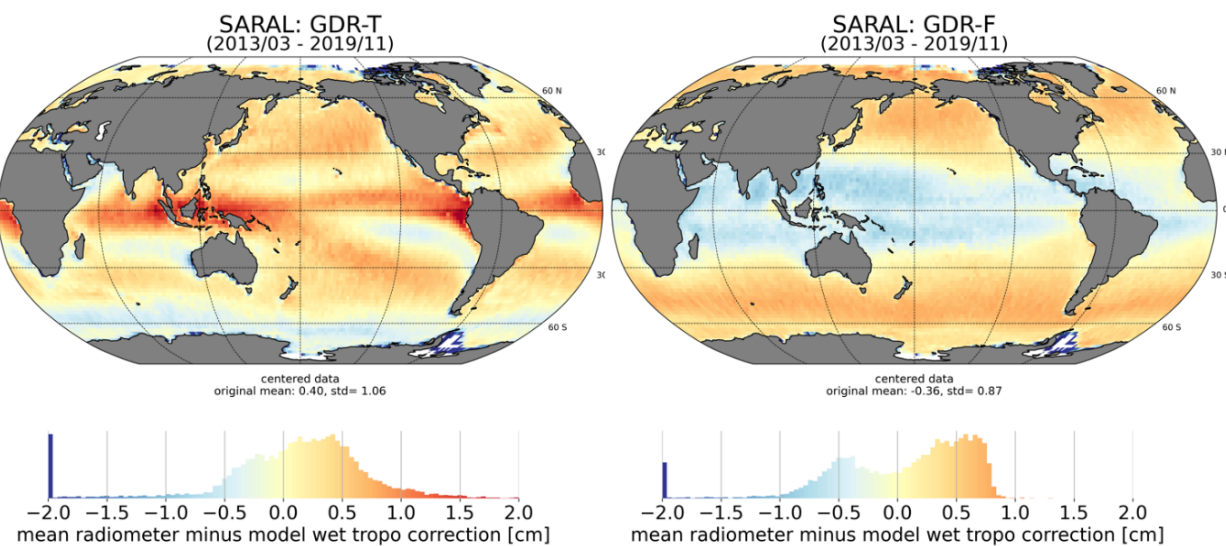 SARAL: GDR-T
(2013/03 - 2019/11)
60 N
30
60 S
centered data
original mean: 0.40, std= 1.06
−2.0 −1.5 −1.0 −0.5 0.0 0.5 1.0 1.5 2.0
mean radiometer minus model wet tropo correction [cm]
SARAL: GDR-F
(2013/03 - 2019/11)
60 N
30
0
30 S
60 S
centered data
original mean: -0.36, std= 0.87
−2.0 −1.5 −1.0 −0.5 0.0 0.5 1.0 1.5 2.0
mean radiometer minus model wet tropo correction [cm]